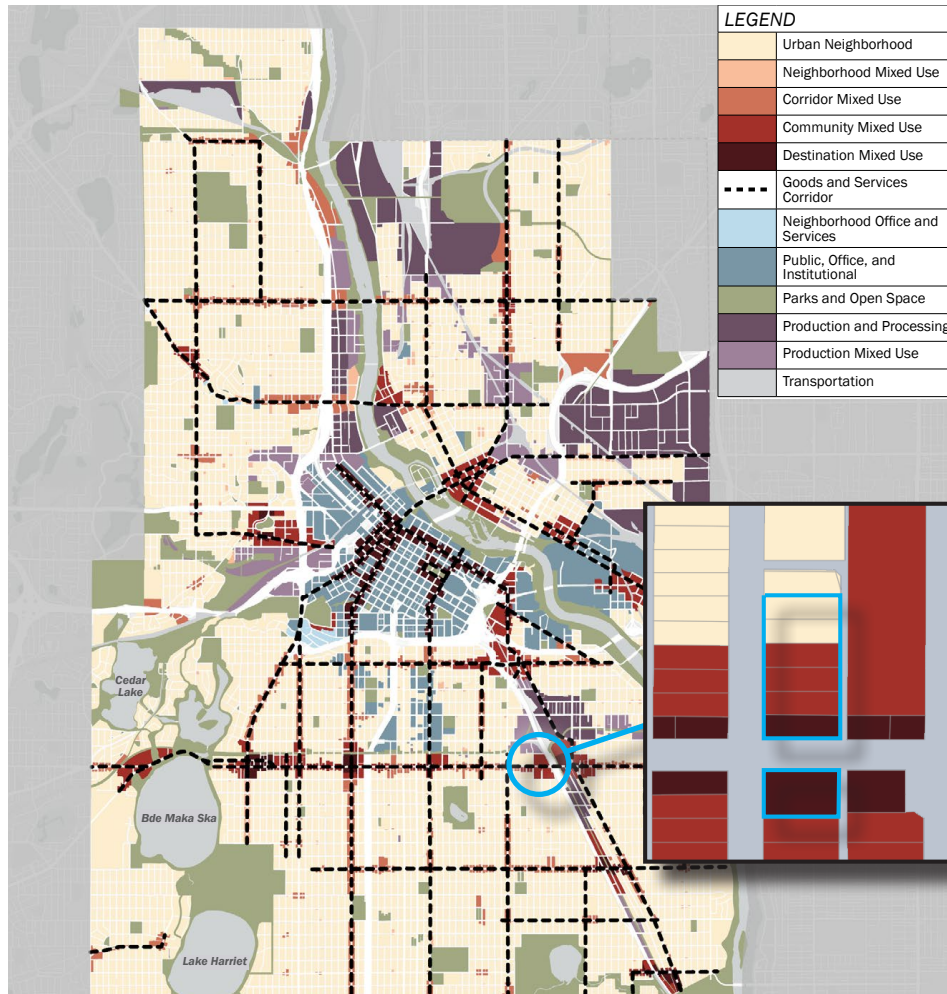 LEGEND
Urban Neighborhood
Neighborhood Mixed Use
Corridor Mixed Use
Community Mixed Use
Destination Mixed Use
Goods and Services
Corridor
Neighborhood Office and
Services
Public, Office, and
Institutional
Parks and Open Space
Production and Processing
Production Mixed Use
Transportation
Cedar
Lake
Bde Maka Ska
Lake Harriet